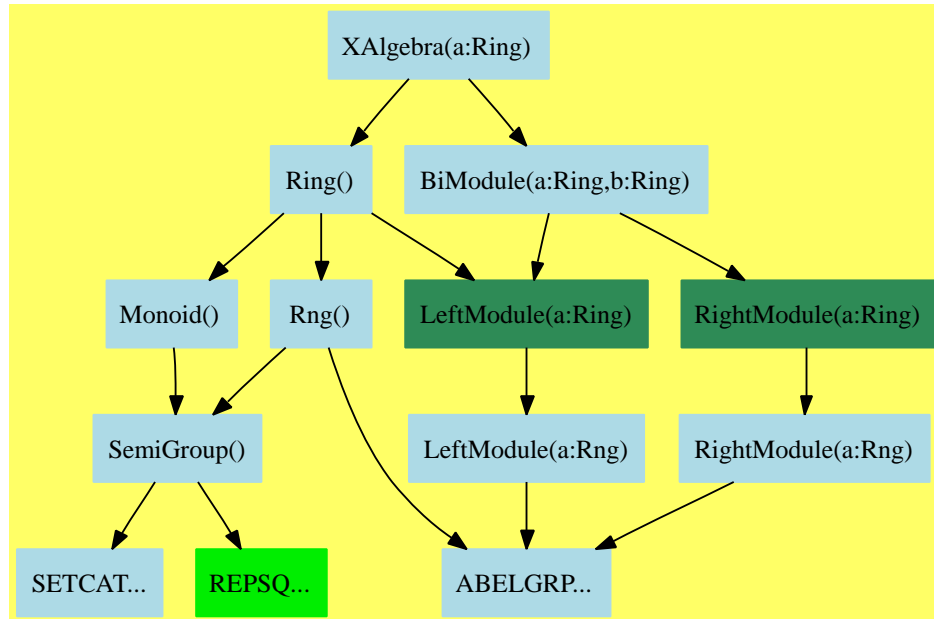 XAlgebra(a:Ring)
Ring()
BiModule(a:Ring,b:Ring)
Monoid()
Rng()
LeftModule(a:Ring)
RightModule(a:Ring)
SemiGroup()
LeftModule(a:Rng)
RightModule(a:Rng)
SETCAT...
REPSQ...
ABELGRP...